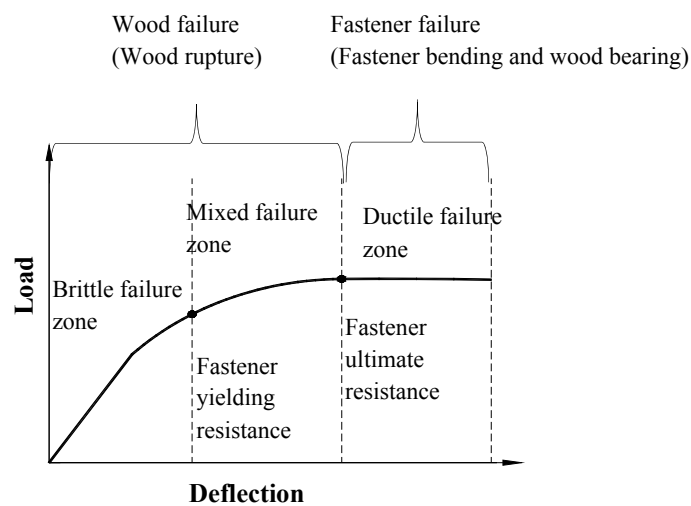 Wood failure
(Wood rupture)
Fastener failure
(Fastener bending and wood bearing)
Mixed failure
zone
Ductile failure
zone
Brittle failure
zone
Fastener
yielding
resistance
Fastener
ultimate
resistance
Load
Deflection